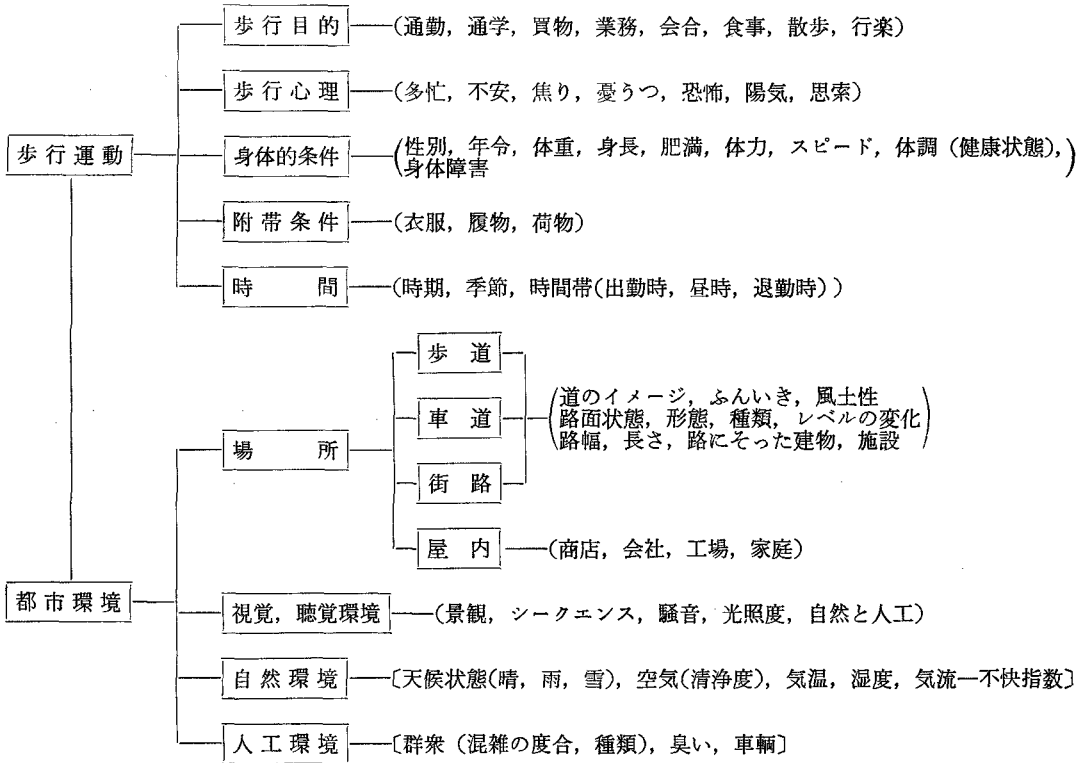 歩行目的 (通勤, 通学, 買物, 業務, 会合, 食事, 散歩, 行楽)
歩行心理 (多忙, 不安, 焦り, 憂うつ, 恐怖, 陽気, 思索)
歩行運動
身体的条件 (性別, 年令, 体重, 身長, 肥満, 体力, スピード, 体調 (健康状態),
身体障害)
附帯条件 (衣服, 履物, 荷物)
時間 (時期, 季節, 時間帯(出勤時, 昼時, 退勤時))
場所
歩道
車道
街路
(道のイメージ, ふんいき, 風土性
路面状態, 形態, 種類, レベルの変化
路幅, 長さ, 路にそった建物, 施設)
屋内 (商店, 会社, 工場, 家庭)
都市環境
視覚, 聴覚環境 (景観, シークエンス, 騒音, 光照度, 自然と人工)
自然環境 〔天候状態(晴, 雨, 雪), 空気(清浄度), 気温, 湿度, 気流―不快指数〕
人工環境 〔群衆 (混雑の度合, 種類), 臭い, 車輌〕